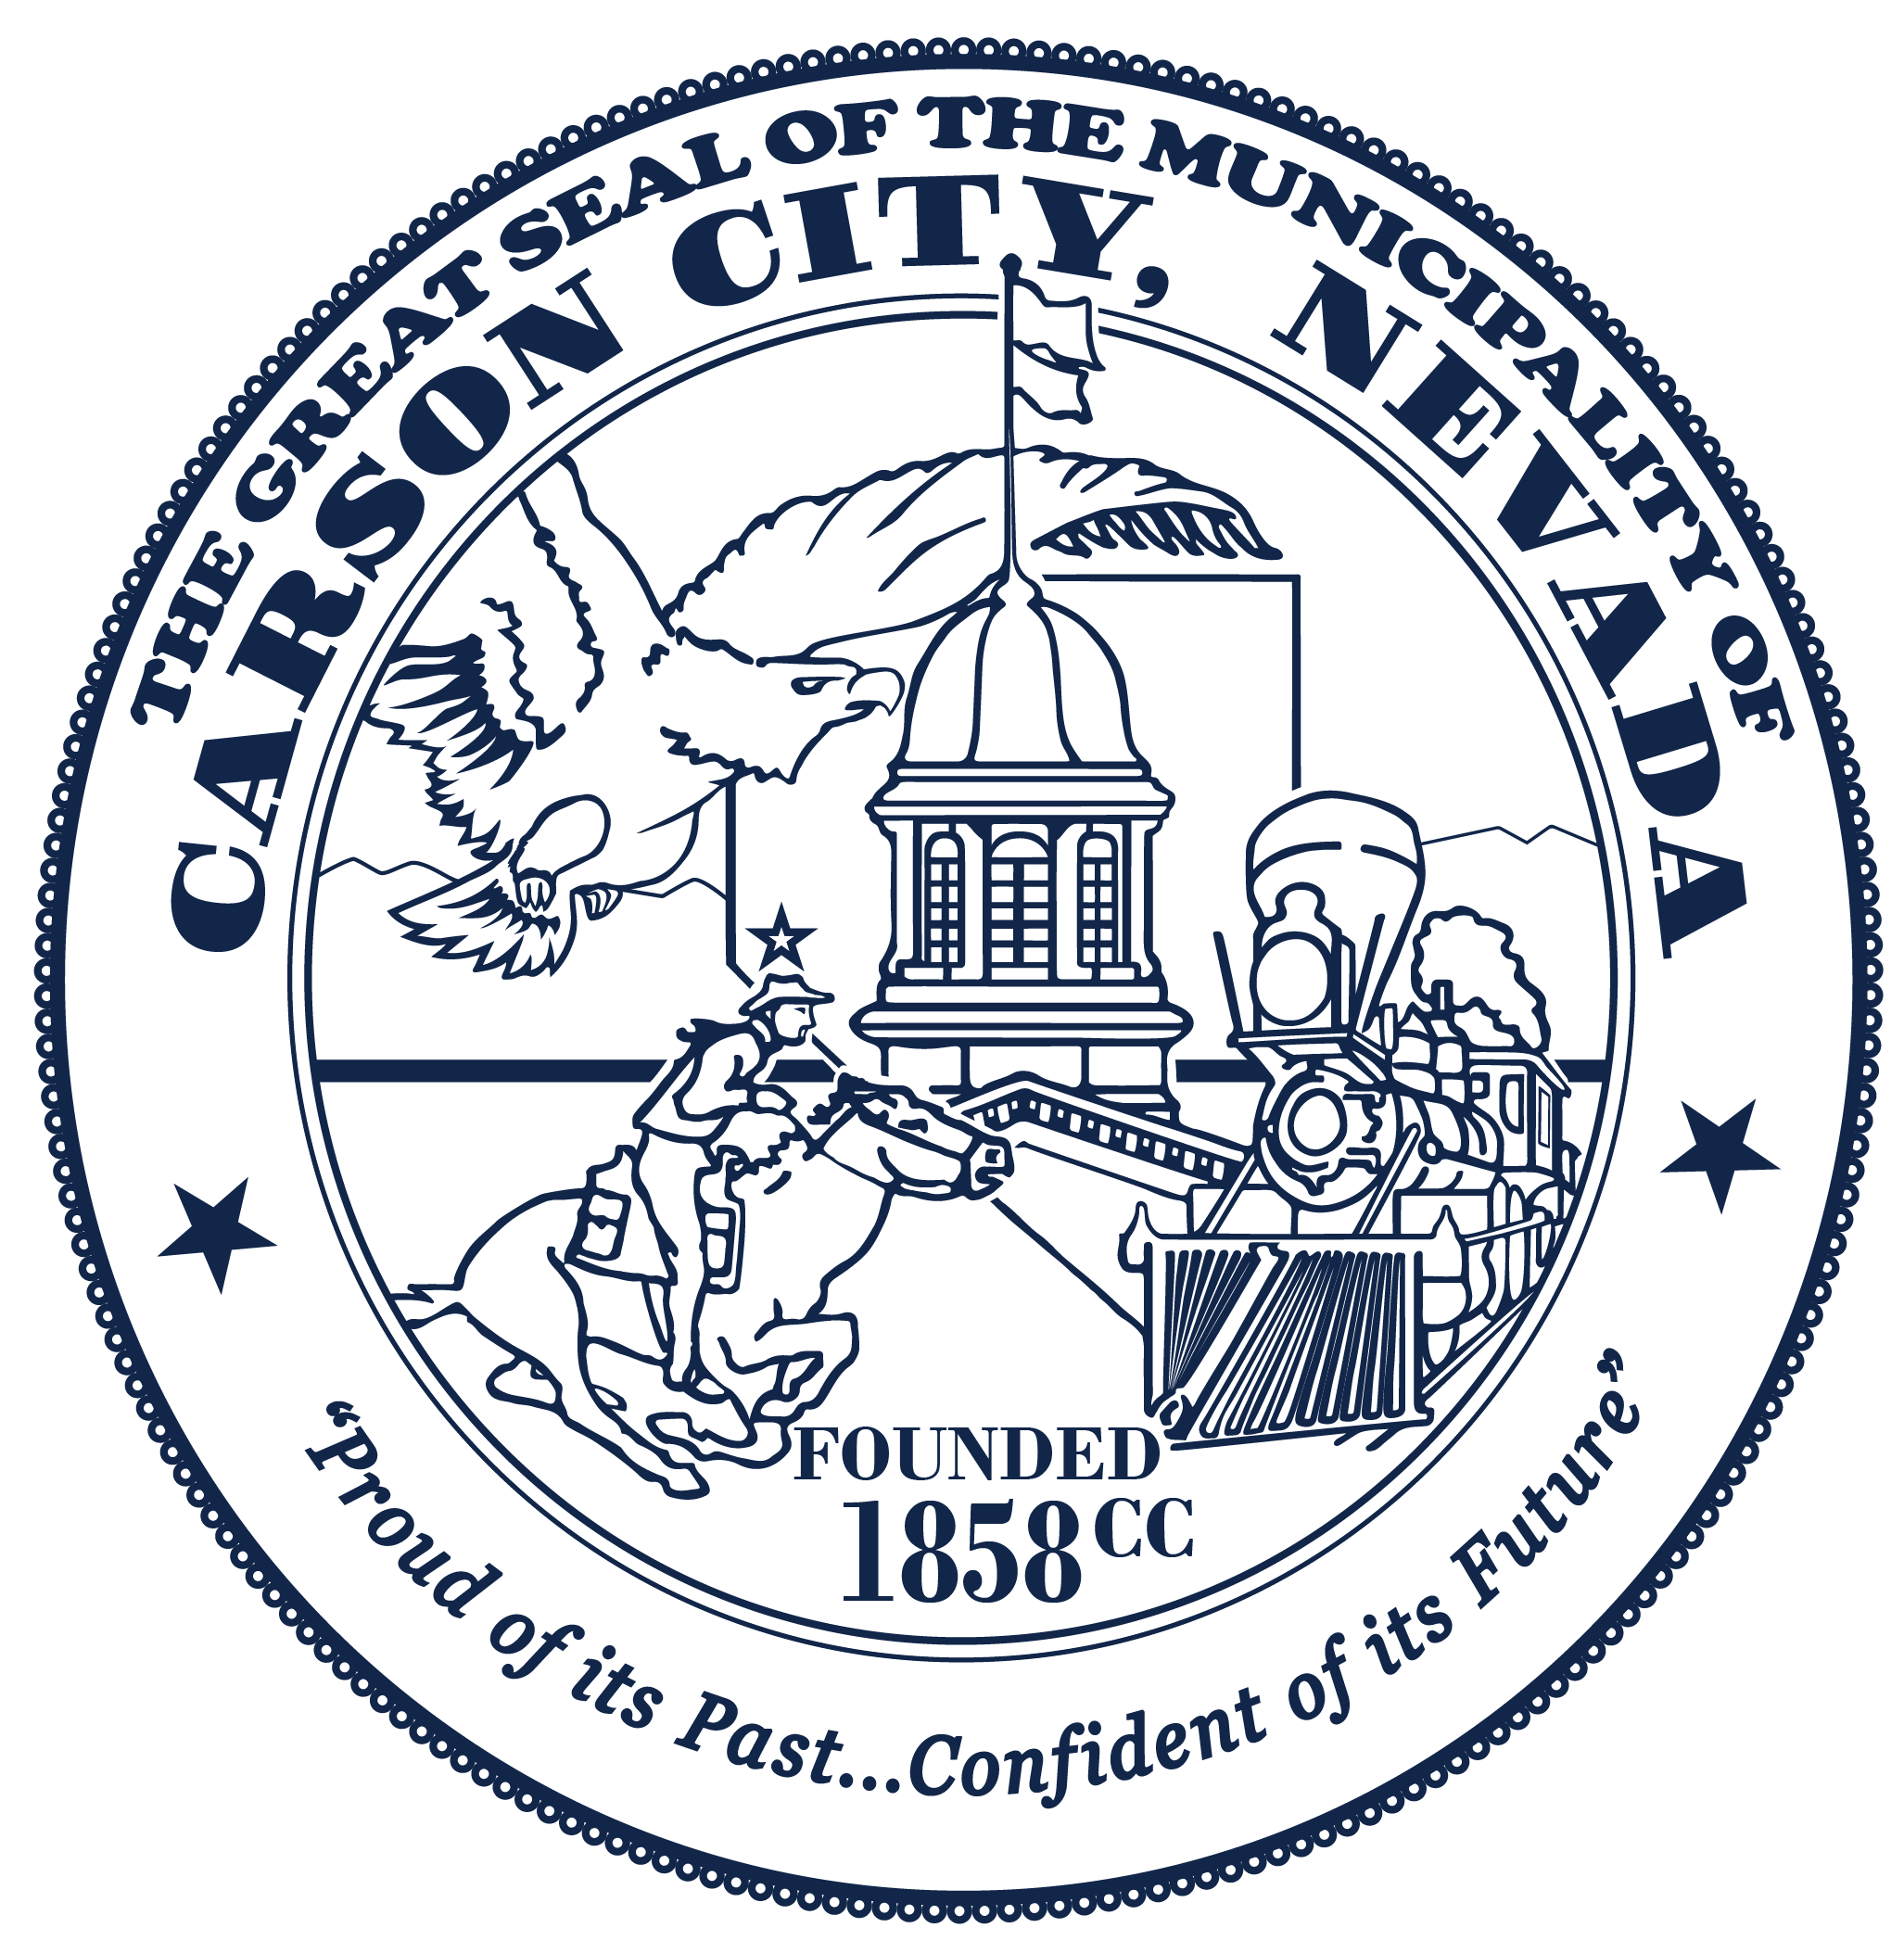 THE GREAT SEAL OF THE MUNICIPALITY OF
CARSON CITY, NEVADA
FOUNDED
1858 CC
“Proud of its Past....Confident of its Future”